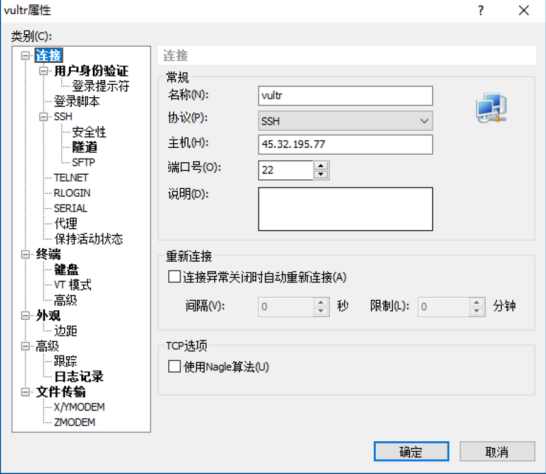 vultr属性
类别(C):
连接
用户身份验证
登录提示符
登录脚本
SSH
安全性
隧道
SFTP
TELNET
RLOGIN
SERIAL
代理
保持活动状态
终端
键盘
VT 模式
高级
外观
边距
高级
跟踪
日志记录
文件传输
X/YMODEM
ZMODEM
连接
常规
名称(N): vultr
协议(P): SSH
主机(H): 45.32.195.77
端口号(O): 22
说明(D):
重新连接
连接异常关闭时自动重新连接(A)
间隔(V): 0 秒 限制(L): 0 分钟
TCP选项
使用Nagle算法(U)
确定 取消